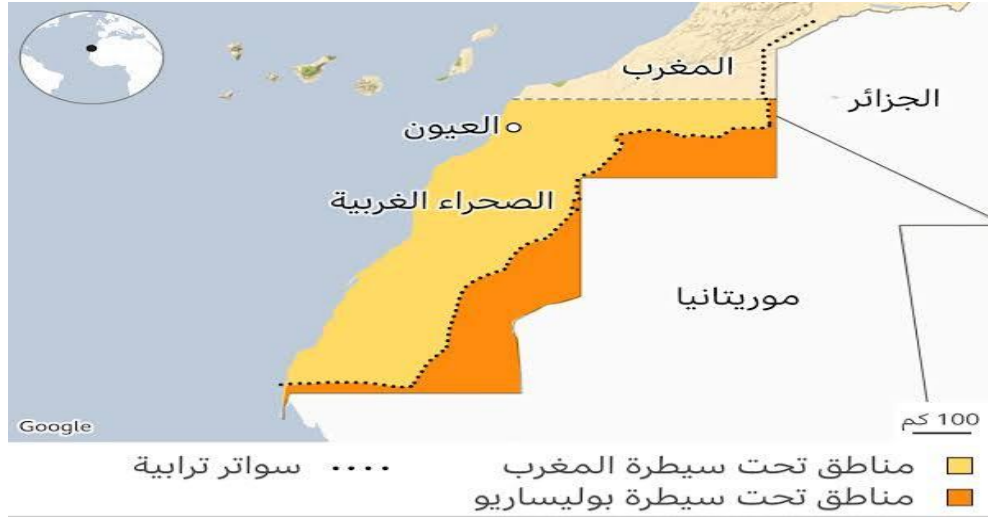 المغرب
الجزائر
العيون
الصحراء الغربية
موريتانيا
Google
100 كم
مناطق تحت سيطرة المغرب
سواتر ترابية
مناطق تحت سيطرة بوليساريو